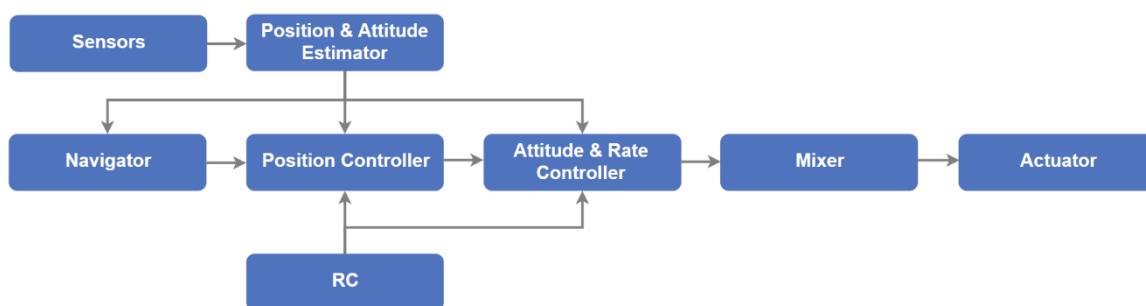 Sensors
Position & Attitude
Estimator
Navigator
Position Controller
Attitude & Rate
Controller
Mixer
Actuator
RC